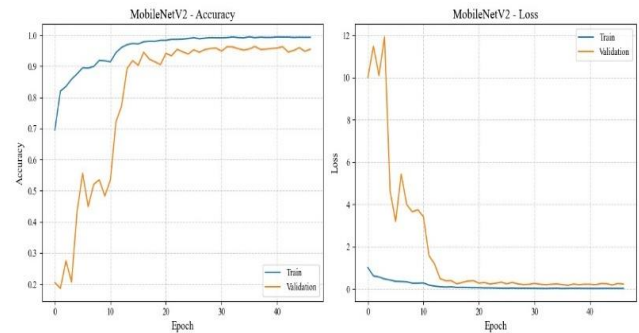 MobileNetV2 - Accuracy
1.0
0.9
0.8
0.7
0.6
0.5
0.4
0.3
0.2
Accuracy
0
10
20
30
40
Epoch
Train
Validation
MobileNetV2 - Loss
Train
Validation
12
10
8
6
4
2
0
Loss
0
10
20
30
40
Epoch